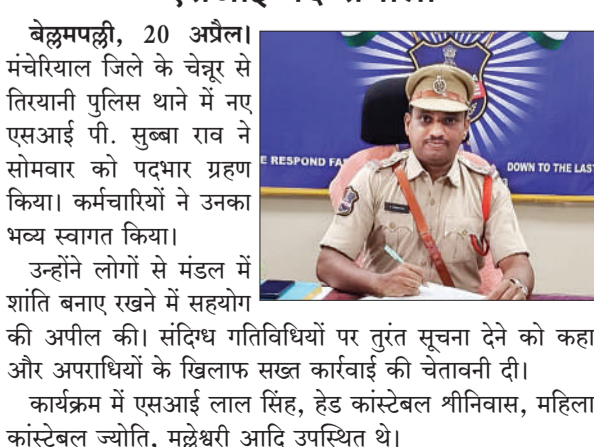 बेल्लमपल्ली, 20 अप्रैल।
मंचेरियाल जिले के चेन्नूर से
तिरयानी पुलिस थाने में नए
एसआई पी. सुब्बा राव ने
सोमवार को पदभार ग्रहण
किया। कर्मचारियों ने उनका
भव्य स्वागत किया।
उन्होंने लोगों से मंडल में
शांति बनाए रखने में सहयोग
की अपील की। संदिग्ध गतिविधियों पर तुरंत सूचना देने को कहा
और अपराधियों के खिलाफ सख्त कार्रवाई की चेतावनी दी।
कार्यक्रम में एसआई लाल सिंह, हेड कांस्टेबल श्रीनिवास, महिला
कांस्टेबल ज्योति, मल्लेश्वरी आदि उपस्थित थे।
E RESPOND
DOWN TO THE LAST